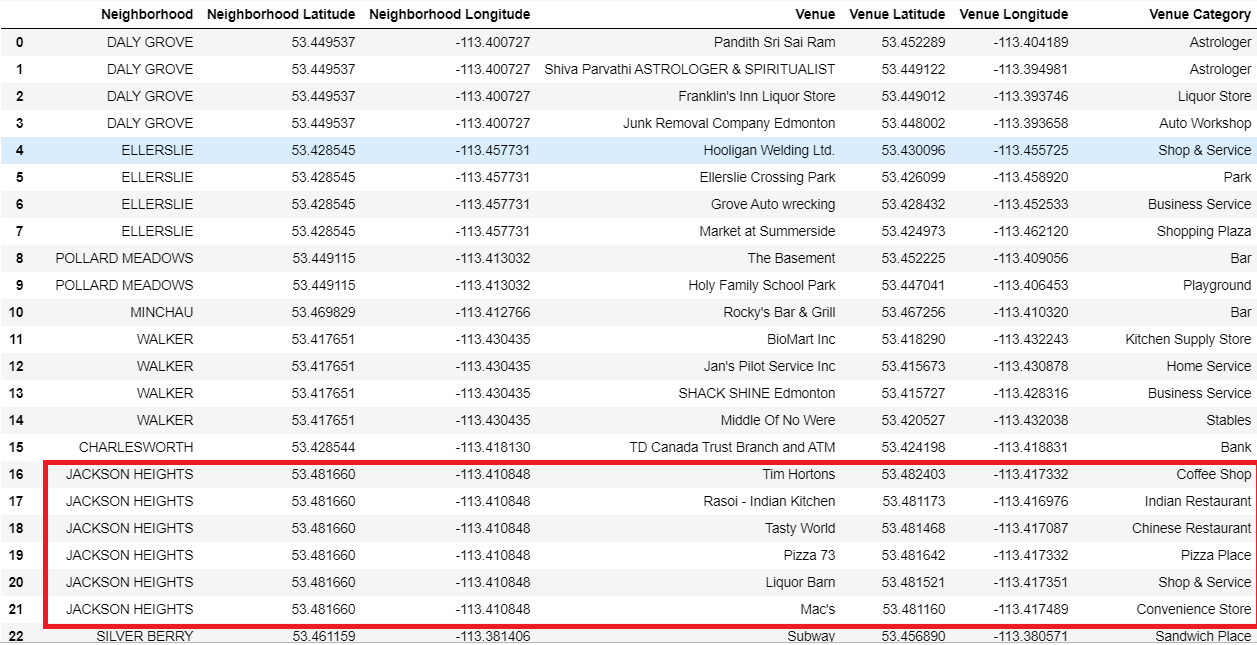 Neighborhood Neighborhood Latitude Neighborhood Longitude Venue Venue Latitude Venue Longitude Venue Category
0 DALY GROVE 53.449537 -113.400727 Pandith Sri Sai Ram 53.452289 -113.404189 Astrologer
1 DALY GROVE 53.449537 -113.400727 Shiva Parvathi ASTROLOGER & SPIRITUALIST 53.449122 -113.394981 Astrologer
2 DALY GROVE 53.449537 -113.400727 Franklin's Inn Liquor Store 53.449012 -113.393746 Liquor Store
3 DALY GROVE 53.449537 -113.400727 Junk Removal Company Edmonton 53.448002 -113.393658 Auto Workshop
4 ELLERSLIE 53.428545 -113.457731 Hooligan Welding Ltd. 53.430096 -113.455725 Shop & Service
5 ELLERSLIE 53.428545 -113.457731 Ellerslie Crossing Park 53.426099 -113.458920 Park
6 ELLERSLIE 53.428545 -113.457731 Grove Auto wrecking 53.428432 -113.452533 Business Service
7 ELLERSLIE 53.428545 -113.457731 Market at Summerside 53.424973 -113.462120 Shopping Plaza
8 POLLARD MEADOWS 53.449115 -113.413032 The Basement 53.452225 -113.409056 Bar
9 POLLARD MEADOWS 53.449115 -113.413032 Holy Family School Park 53.447041 -113.406453 Playground
10 MINCHAU 53.469829 -113.412766 Rocky's Bar & Grill 53.467256 -113.410320 Bar
11 WALKER 53.417651 -113.430435 BioMart Inc 53.418290 -113.432243 Kitchen Supply Store
12 WALKER 53.417651 -113.430435 Jan's Pilot Service Inc 53.415673 -113.430878 Home Service
13 WALKER 53.417651 -113.430435 SHACK SHINE Edmonton 53.415727 -113.428316 Business Service
14 WALKER 53.417651 -113.430435 Middle Of No Were 53.420527 -113.432038 Stables
15 CHARLESWORTH 53.428544 -113.418130 TD Canada Trust Branch and ATM 53.424198 -113.418831 Bank
16 JACKSON HEIGHTS 53.481660 -113.410848 Tim Hortons 53.482403 -113.417332 Coffee Shop
17 JACKSON HEIGHTS 53.481660 -113.410848 Rasoi - Indian Kitchen 53.481173 -113.416976 Indian Restaurant
18 JACKSON HEIGHTS 53.481660 -113.410848 Tasty World 53.481468 -113.417087 Chinese Restaurant
19 JACKSON HEIGHTS 53.481660 -113.410848 Pizza 73 53.481642 -113.417332 Pizza Place
20 JACKSON HEIGHTS 53.481660 -113.410848 Liquor Barn 53.481521 -113.417351 Shop & Service
21 JACKSON HEIGHTS 53.481660 -113.410848 Mac's 53.481160 -113.417489 Convenience Store
22 SILVER BERRY 53.461159 -113.381406 Subway 53.456890 -113.380571 Sandwich Place